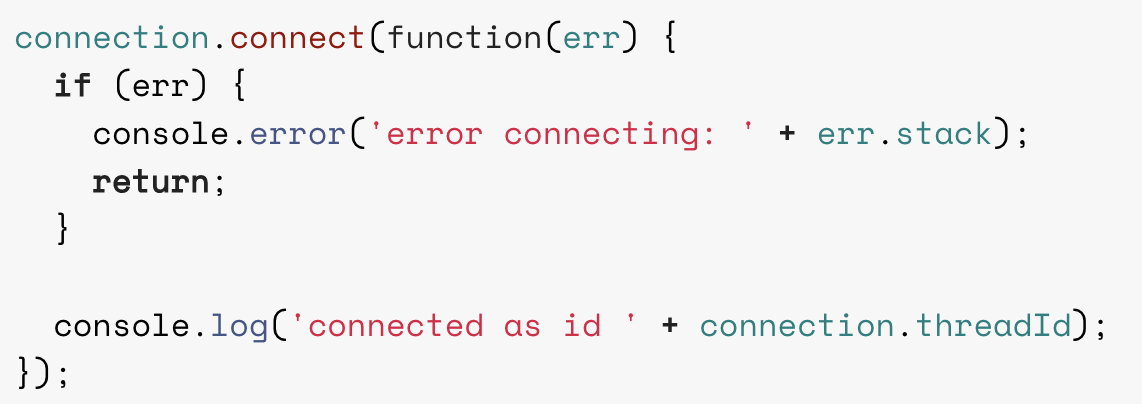 connection.connect(function(err) {
  if (err) {
    console.error('error connecting: ' + err.stack);
    return;
  }

  console.log('connected as id ' + connection.threadId);
});